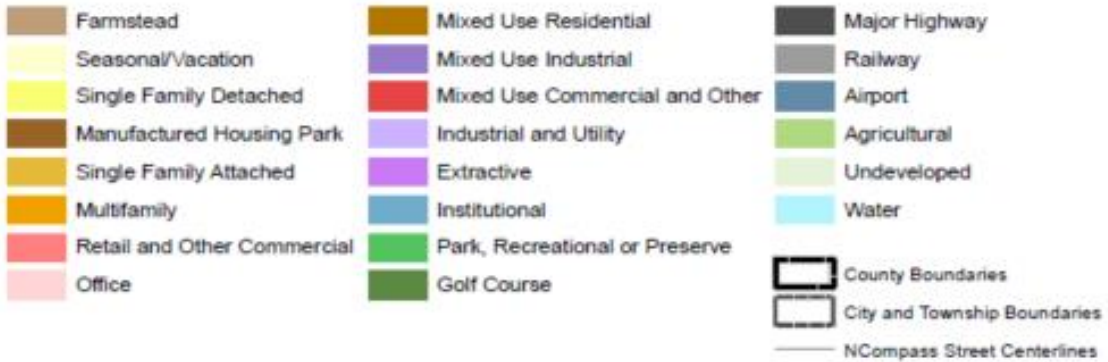 Farmstead
Seasonal/Vacation
Single Family Detached
Manufactured Housing Park
Single Family Attached
Multifamily
Retail and Other Commercial
Office
Mixed Use Residential
Mixed Use Industrial
Mixed Use Commercial and Other
Industrial and Utility
Extractive
Institutional
Park, Recreational or Preserve
Golf Course
Major Highway
Railway
Airport
Agricultural
Undeveloped
Water
County Boundaries
City and Township Boundaries
NCompass Street Centerlines